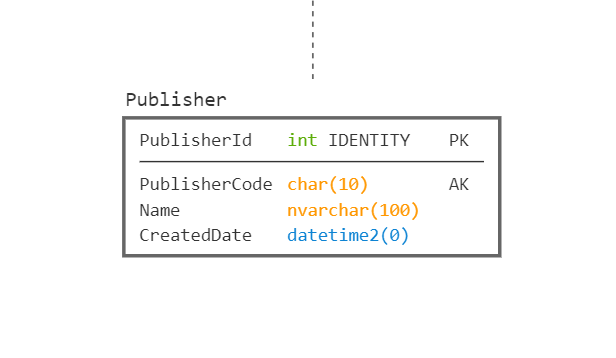 Publisher
PublisherId int IDENTITY PK
PublisherCode char(10) AK
Name nvarchar(100)
CreatedDate datetime2(0)